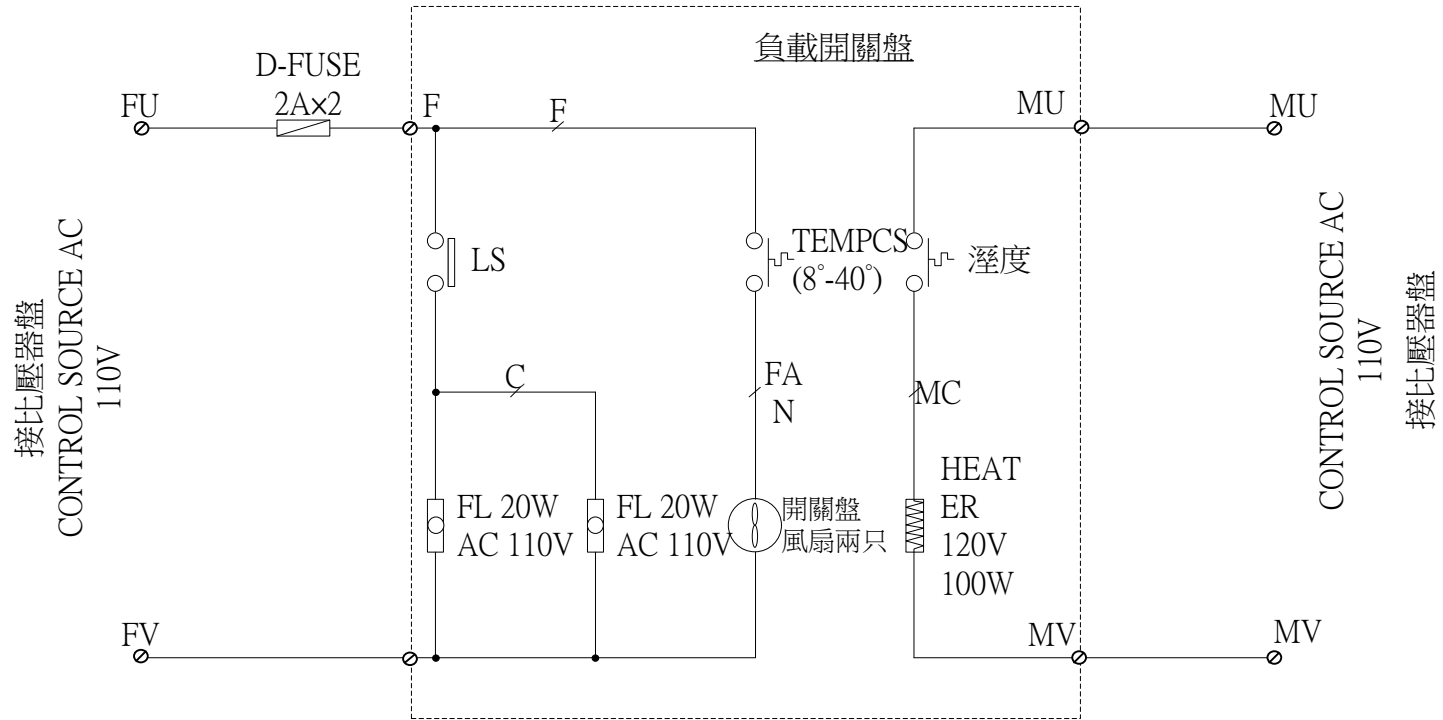 負載開關盤
D-FUSE
2A×2
FU
F
F
MU
MU
LS
TEMPCS
(8°-40°)
溼度
接比壓器盤
CONTROL SOURCE AC
110V
CONTROL SOURCE AC
110V
接比壓器盤
C
FA
N
MC
FL 20W
AC 110V
FL 20W
AC 110V
開關盤
風扇兩只
HEAT
ER
120V
100W
FV
MV
MV